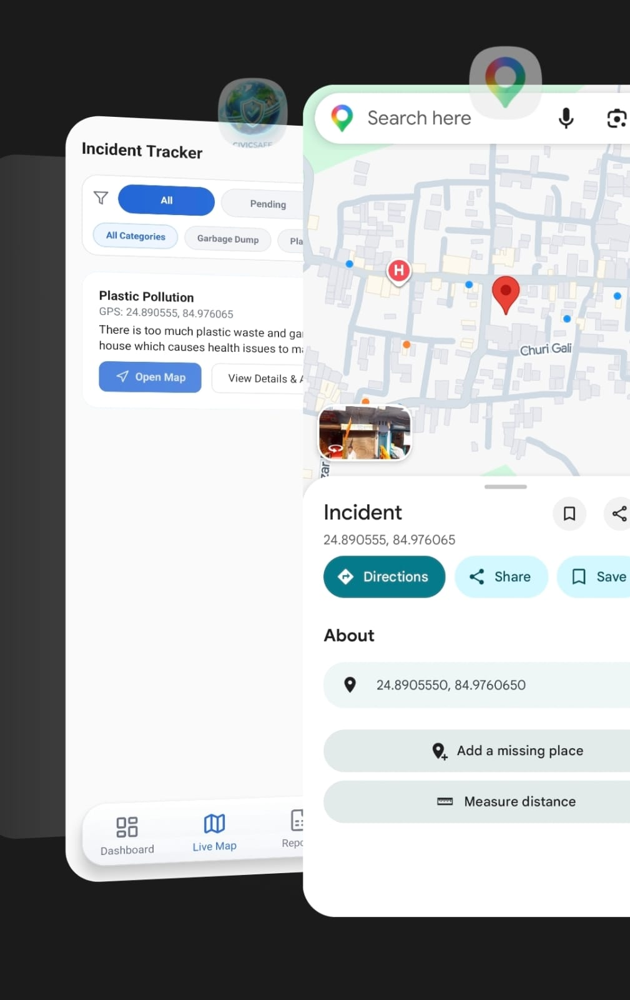 CIVICSAFE
Incident Tracker
All
Pending
All Categories
Garbage Dump
Pla
Plastic Pollution
GPS: 24.890555, 84.976065
There is too much plastic waste and ga
house which causes health issues to m
Open Map
View Details & A
Dashboard
Live Map
Repo
Search here
H
Churi Gali
zar
Incident
24.890555, 84.976065
Directions
Share
Save
About
24.8905550, 84.9760650
Add a missing place
Measure distance